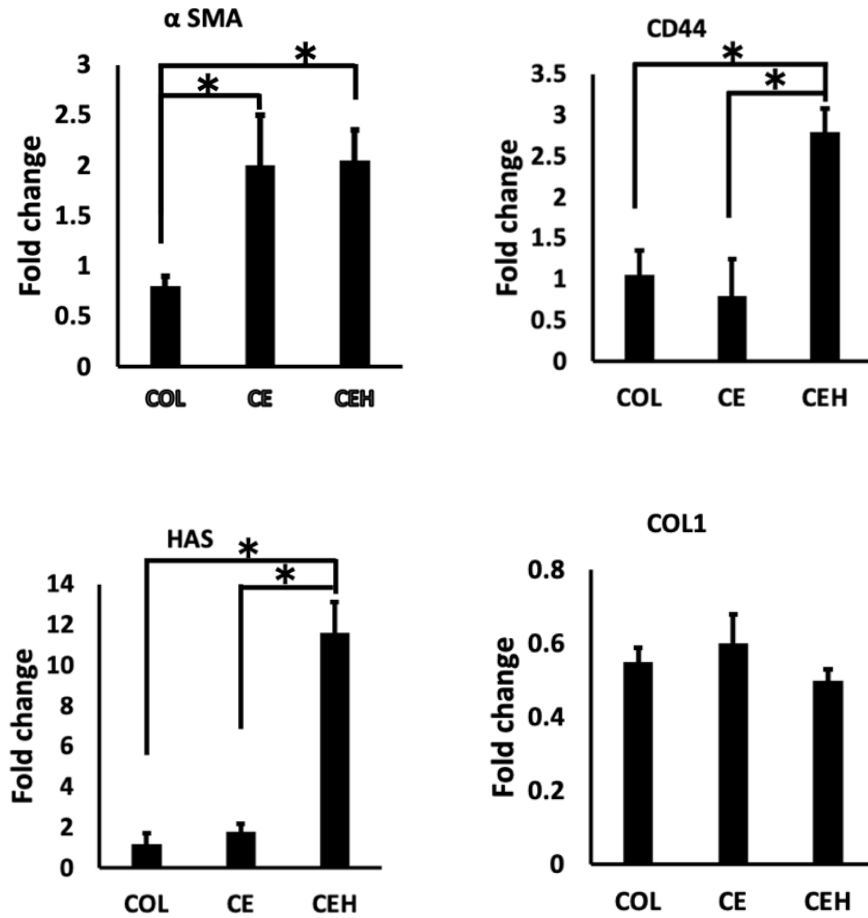 α SMA
Fold change
3
2.5
2
1.5
1
0.5
0
*
*
COL CE CEH
CD44
Fold change
3.5
3
2.5
2
1.5
1
0.5
0
*
*
COL CE CEH
HAS
Fold change
14
12
10
8
6
4
2
0
*
*
COL CE CEH
COL1
Fold change
0.8
0.6
0.4
0.2
0
COL CE CEH